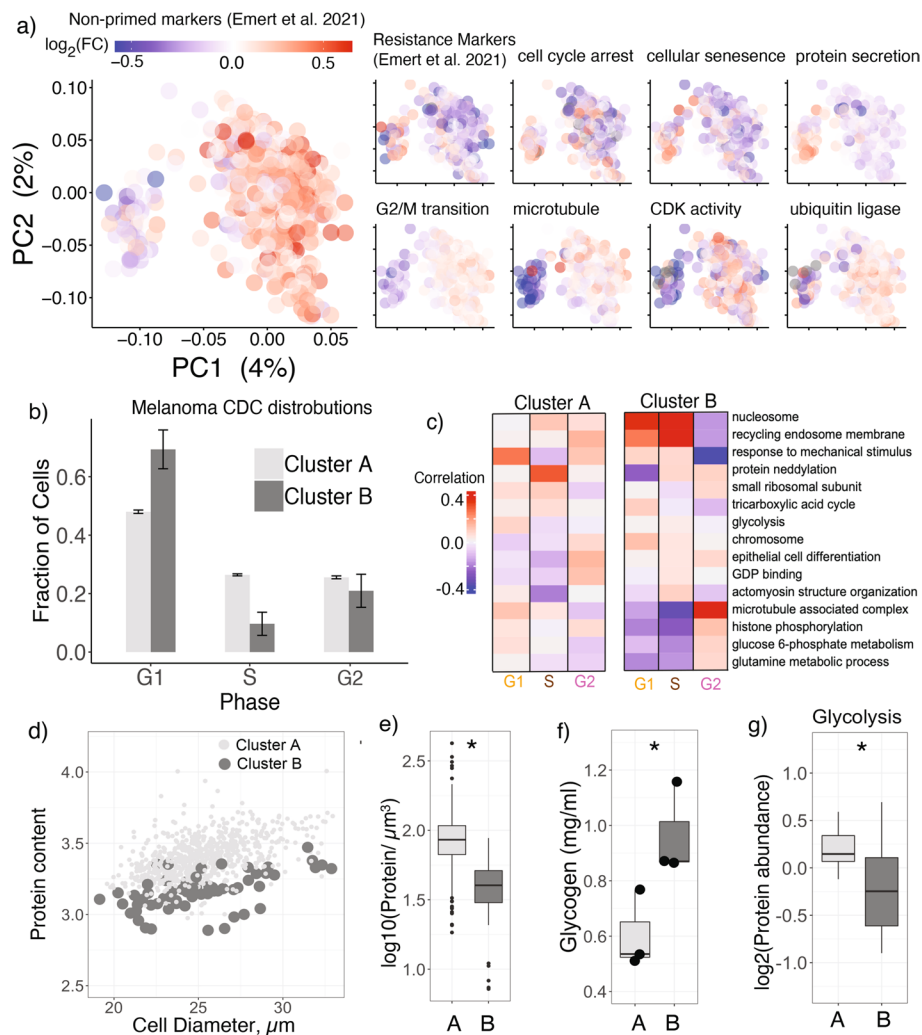 a)
Non-primed markers (Emert et al. 2021)
log2(FC)
−0.5 0.0 0.5
0.10
0.05
0.00
−0.05
−0.10
PC2 (2%)
−0.10 −0.05 0.00 0.05
PC1 (4%)
Resistance Markers
(Emert et al. 2021)
cell cycle arrest
cellular senesence
protein secretion
G2/M transition
microtubule
CDK activity
ubiquitin ligase
b)
Melanoma CDC distrobutions
Cluster A
Cluster B
Fraction of Cells
0.6
0.4
0.2
0.0
G1 S G2
Phase
c)
Cluster A
Cluster B
Correlation
0.4
0.0
-0.4
nucleosome
recycling endosome membrane
response to mechanical stimulus
protein neddylation
small ribosomal subunit
tricarboxylic acid cycle
glycolysis
chromosome
epithelial cell differentiation
GDP binding
actomyosin structure organization
microtubule associated complex
histone phosphorylation
glucose 6-phosphate metabolism
glutamine metabolic process
G1 S G2
G1 S G2
d)
Cluster A
Cluster B
Protein content
4.0
3.5
3.0
2.5
20 25 30
Cell Diameter, µm
e)
*
log10(Protein/µm³)
2.5
2.0
1.5
1.0
A B
f)
*
Glycogen (mg/ml)
1.2
1.0
0.8
0.6
0.4
A B
g)
Glycolysis
*
log2(Protein abundance)
1.0
0.5
0.0
-0.5
-1.0
A B